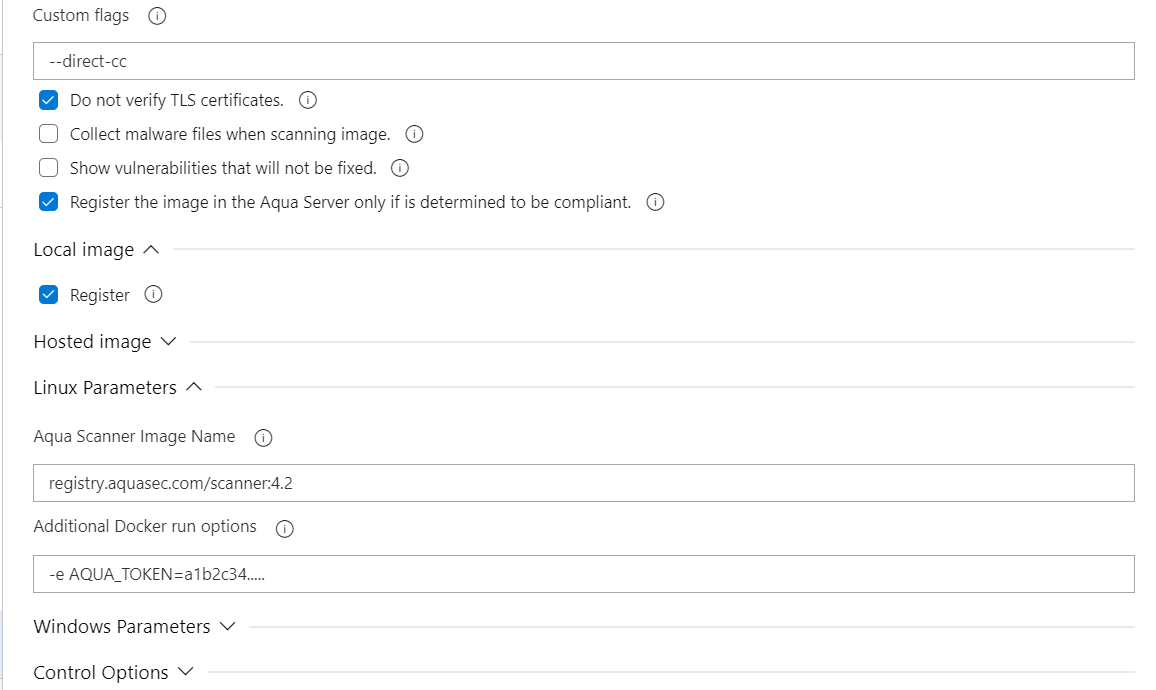 Custom flags
--direct-cc
Do not verify TLS certificates.
Collect malware files when scanning image.
Show vulnerabilities that will not be fixed.
Register the image in the Aqua Server only if is determined to be compliant.
Local image
Register
Hosted image
Linux Parameters
Aqua Scanner Image Name
registry.aquasec.com/scanner:4.2
Additional Docker run options
-e AQUA_TOKEN=a1b2c34.....
Windows Parameters
Control Options